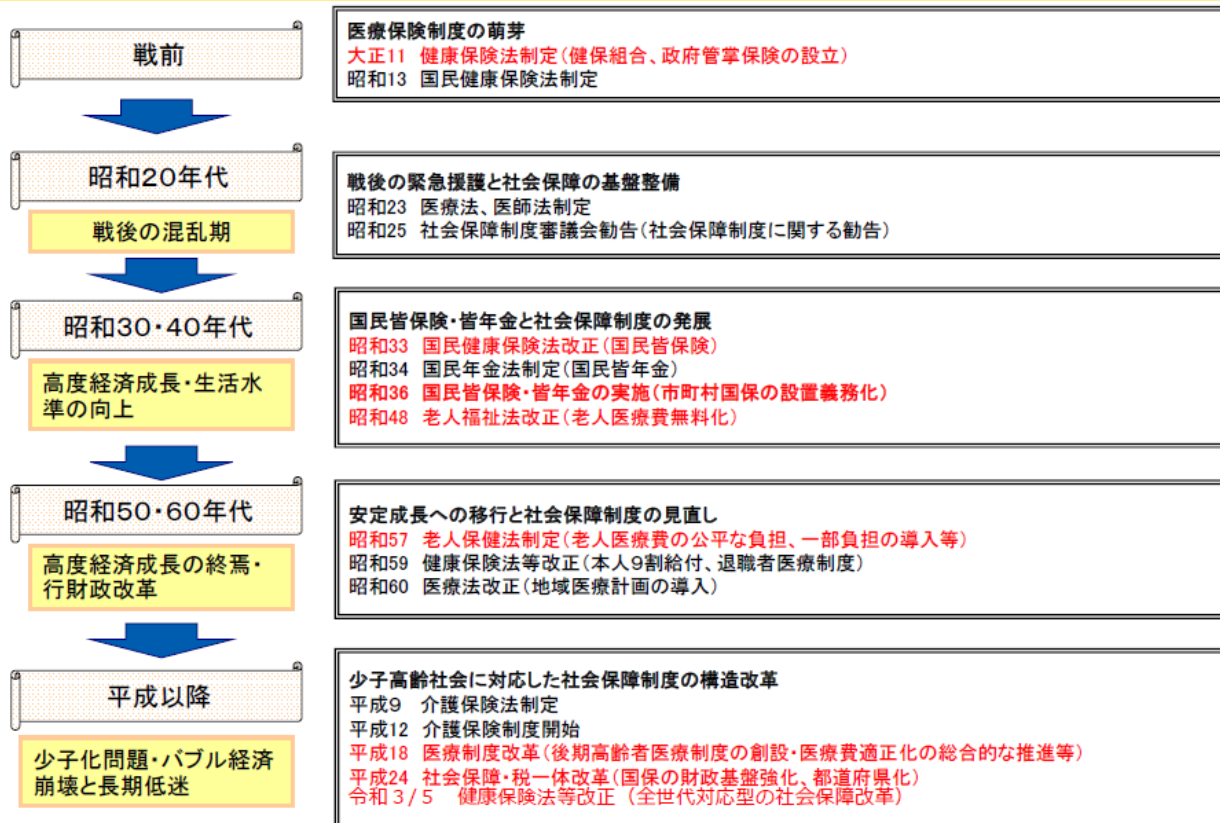 戦前
医療保険制度の萌芽
大正11 健康保険法制定(健保組合、政府管掌保険の設立)
昭和13 国民健康保険法制定
昭和20年代
戦後の混乱期
戦後の緊急援護と社会保障の基盤整備
昭和23 医療法、医師法制定
昭和25 社会保障制度審議会勧告(社会保障制度に関する勧告)
昭和30・40年代
高度経済成長・生活水
準の向上
国民皆保険・皆年金と社会保障制度の発展
昭和33 国民健康保険法改正(国民皆保険)
昭和34 国民年金法制定(国民皆年金)
昭和36 国民皆保険・皆年金の実施(市町村国保の設置義務化)
昭和48 老人福祉法改正(老人医療費無料化)
昭和50・60年代
高度経済成長の終焉・
行財政改革
安定成長への移行と社会保障制度の見直し
昭和57 老人保健法制定(老人医療費の公平な負担、一部負担の導入等)
昭和59 健康保険法等改正(本人9割給付、退職者医療制度)
昭和60 医療法改正(地域医療計画の導入)
平成以降
少子化問題・バブル経済
崩壊と長期低迷
少子高齢社会に対応した社会保障制度の構造改革
平成9 介護保険法制定
平成12 介護保険制度開始
平成18 医療制度改革(後期高齢者医療制度の創設・医療費適正化の総合的な推進等)
平成24 社会保障・税一体改革(国保の財政基盤強化、都道府県化)
令和3/5 健康保険法等改正(全世代対応型の社会保障改革)